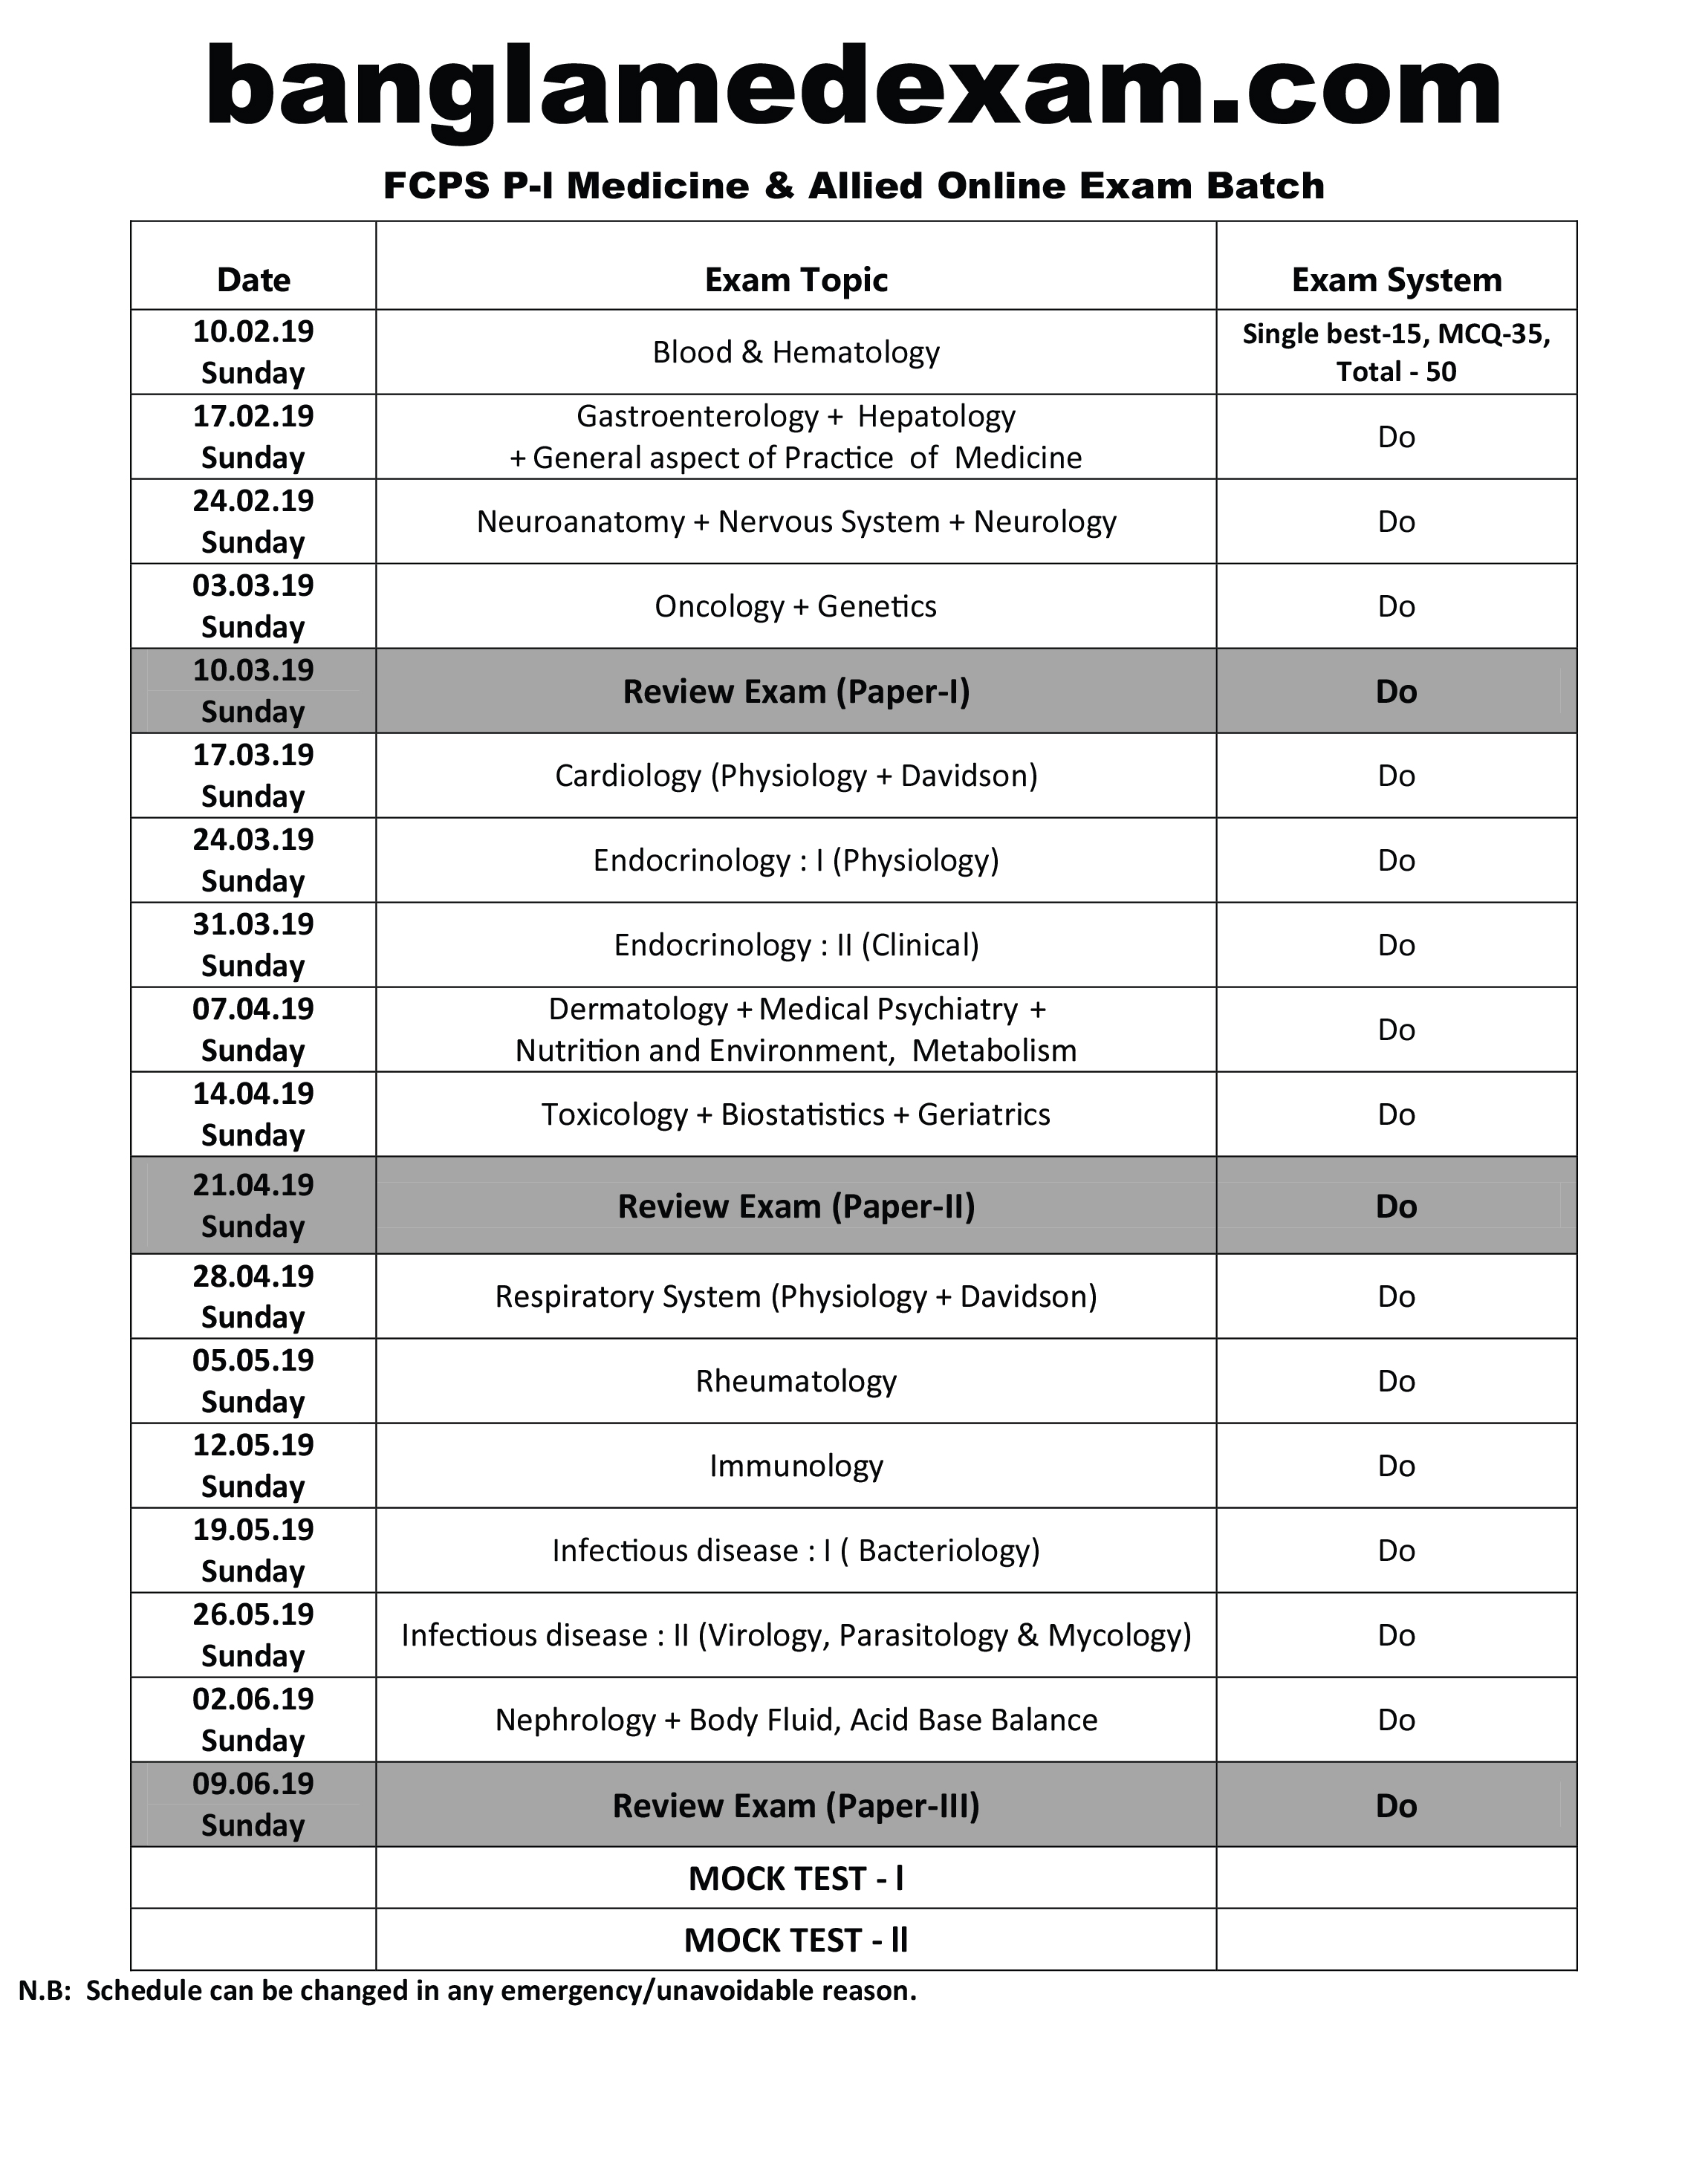 banglamedexam.com
FCPS P-I Medicine & Allied Online Exam Batch
Date Exam Topic Exam System
10.02.19
Sunday
Blood & Hematology
Single best-15, MCQ-35,
Total - 50
17.02.19
Sunday
Gastroenterology + Hepatology
+ General aspect of Practice of Medicine
Do
24.02.19
Sunday
Neuroanatomy + Nervous System + Neurology
Do
03.03.19
Sunday
Oncology + Genetics
Do
10.03.19
Sunday
Review Exam (Paper-I)
Do
17.03.19
Sunday
Cardiology (Physiology + Davidson)
Do
24.03.19
Sunday
Endocrinology : I (Physiology)
Do
31.03.19
Sunday
Endocrinology : II (Clinical)
Do
07.04.19
Sunday
Dermatology + Medical Psychiatry +
Nutrition and Environment, Metabolism
Do
14.04.19
Sunday
Toxicology + Biostatistics + Geriatrics
Do
21.04.19
Sunday
Review Exam (Paper-II)
Do
28.04.19
Sunday
Respiratory System (Physiology + Davidson)
Do
05.05.19
Sunday
Rheumatology
Do
12.05.19
Sunday
Immunology
Do
19.05.19
Sunday
Infectious disease : I ( Bacteriology)
Do
26.05.19
Sunday
Infectious disease : II (Virology, Parasitology & Mycology)
Do
02.06.19
Sunday
Nephrology + Body Fluid, Acid Base Balance
Do
09.06.19
Sunday
Review Exam (Paper-III)
Do
MOCK TEST - l
MOCK TEST - ll
N.B: Schedule can be changed in any emergency/unavoidable reason.